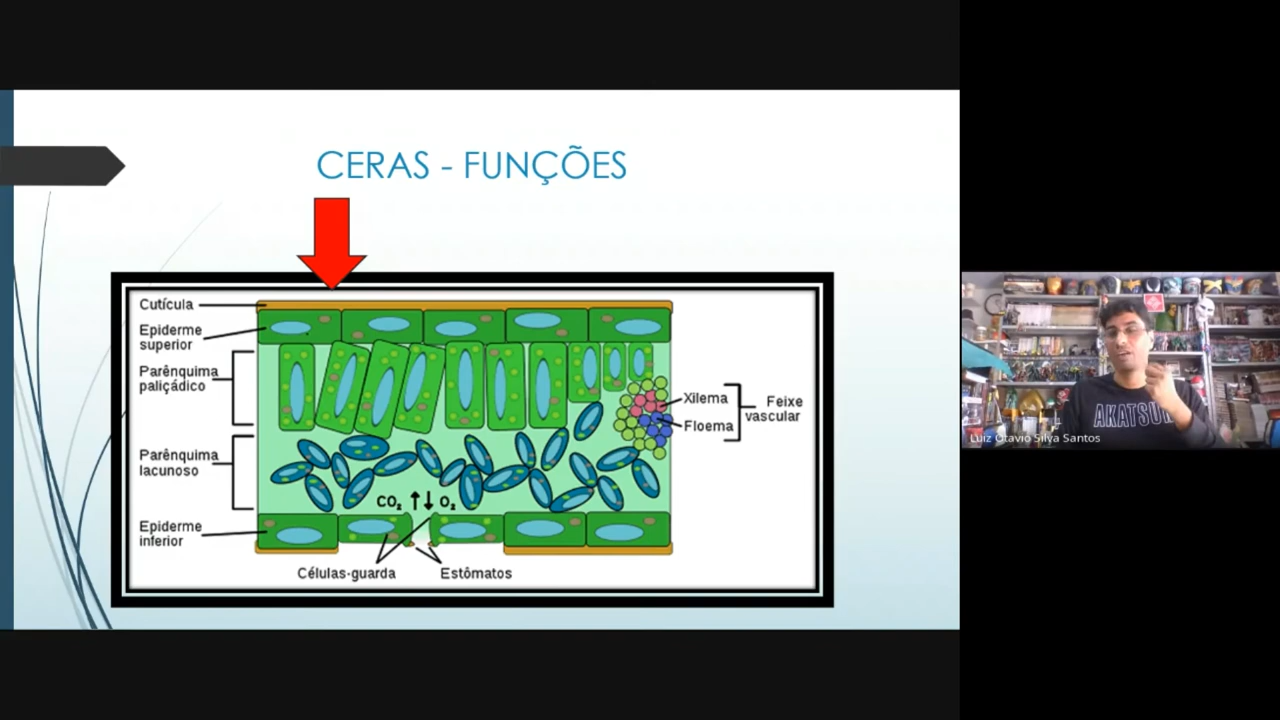 CERAS - FUNÇÕES
Cutícula
Epiderme
superior
Parênquima
paliçádico
Parênquima
lacunoso
Epiderme
inferior
Xilema
Floema
Feixe
vascular
CO₂ O₂
Células-guarda
Estômatos
AKATSUK
Luiz Otavio Silva Santos